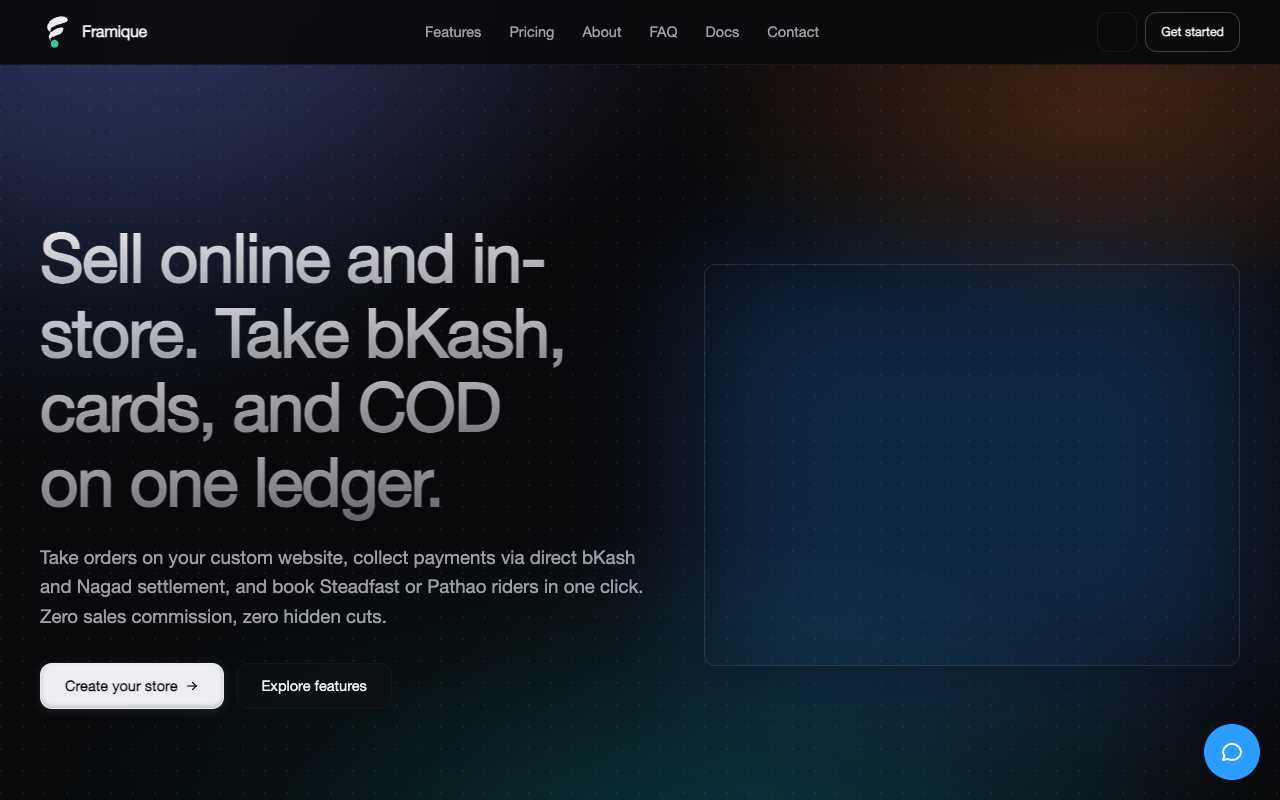 Framique
Features
Pricing
About
FAQ
Docs
Contact
Get started
Sell online and in-
store. Take bKash,
cards, and COD
on one ledger.
Take orders on your custom website, collect payments via direct bKash
and Nagad settlement, and book Steadfast or Pathao riders in one click.
Zero sales commission, zero hidden cuts.
Create your store →
Explore features